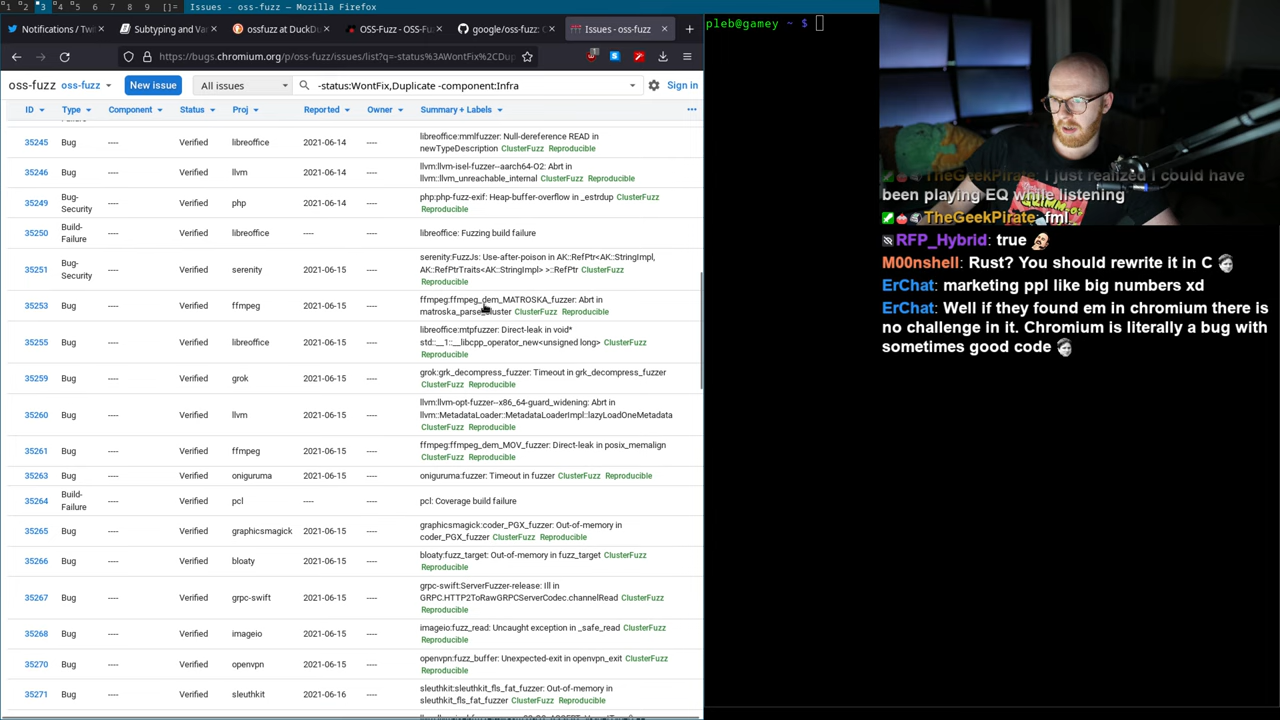 1 2 3 4 5 6 7 8 9 []= Issues - oss-fuzz — Mozilla Firefox
Notifications / Twi
Subtyping and Var
ossfuzz at DuckDu
OSS-Fuzz - OSS-Fu
google/oss-fuzz: O
Issues - oss-fuzz
https://bugs.chromium.org/p/oss-fuzz/issues/list?q=-status%3AWontFix%2CDup
oss-fuzz oss-fuzz New issue All issues -status:WontFix,Duplicate -component:Infra Sign in
ID Type Component Status Proj Reported Owner Summary + Labels
35245 Bug ---- Verified libreoffice 2021-06-14 ---- libreoffice:mmlfuzzer: Null-dereference READ in
newTypeDescription ClusterFuzz Reproducible
35246 Bug ---- Verified llvm 2021-06-14 ---- llvm:llvm-isel-fuzzer--aarch64-O2: Abrt in
llvm::llvm_unreachable_internal ClusterFuzz Reproducible
35249 Bug-Security ---- Verified php 2021-06-14 ---- php:php-fuzz-exif: Heap-buffer-overflow in _estrdup ClusterFuzz
Reproducible
35250 Build-Failure ---- Verified libreoffice ---- ---- libreoffice: Fuzzing build failure
35251 Bug-Security ---- Verified serenity 2021-06-15 ---- serenity:FuzzJs: Use-after-poison in AK::RefPtr<AK::StringImpl,
AK::RefPtrTraits<AK::StringImpl> >::RefPtr ClusterFuzz
Reproducible
35253 Bug ---- Verified ffmpeg 2021-06-15 ---- ffmpeg:ffmpeg_dem_MATROSKA_fuzzer: Abrt in
matroska_parse_cluster ClusterFuzz Reproducible
35255 Bug ---- Verified libreoffice 2021-06-15 ---- libreoffice:mtpfuzzer: Direct-leak in void*
std::__1::__libcpp_operator_new<unsigned long> ClusterFuzz
Reproducible
35259 Bug ---- Verified grok 2021-06-15 ---- grok:grk_decompress_fuzzer: Timeout in grk_decompress_fuzzer
ClusterFuzz Reproducible
35260 Bug ---- Verified llvm 2021-06-15 ---- llvm:llvm-opt-fuzzer--x86_64-guard_widening: Abrt in
llvm::MetadataLoader::MetadataLoaderImpl::lazyLoadOneMetadata
ClusterFuzz Reproducible
35261 Bug ---- Verified ffmpeg 2021-06-15 ---- ffmpeg:ffmpeg_dem_MOV_fuzzer: Direct-leak in posix_memalign
ClusterFuzz Reproducible
35263 Bug ---- Verified oniguruma 2021-06-15 ---- oniguruma:fuzzer: Timeout in fuzzer ClusterFuzz Reproducible
35264 Build-Failure ---- Verified pcl ---- ---- pcl: Coverage build failure
35265 Bug ---- Verified graphicsmagick 2021-06-15 ---- graphicsmagick:coder_PGX_fuzzer: Out-of-memory in
coder_PGX_fuzzer ClusterFuzz Reproducible
35266 Bug ---- Verified bloaty 2021-06-15 ---- bloaty:fuzz_target: Out-of-memory in fuzz_target ClusterFuzz
Reproducible
35267 Bug ---- Verified grpc-swift 2021-06-15 ---- grpc-swift:ServerFuzzer-release: Ill in
GRPC.HTTP2ToRawGRPCServerCodec.channelRead ClusterFuzz
Reproducible
35268 Bug ---- Verified imageio 2021-06-15 ---- imageio:fuzz_read: Uncaught exception in _safe_read ClusterFuzz
Reproducible
35270 Bug ---- Verified openvpn 2021-06-15 ---- openvpn:fuzz_buffer: Unexpected-exit in openvpn_exit ClusterFuzz
Reproducible
35271 Bug ---- Verified sleuthkit 2021-06-16 ---- sleuthkit:sleuthkit_fls_fat_fuzzer: Out-of-memory in
sleuthkit_fls_fat_fuzzer ClusterFuzz Reproducible
pleb@gamey ~ $
TheGeekPirate: I just realized I could have
been playing EQ while listening
TheGeekPirate: fml
RFP_Hybrid: true
M00nshell: Rust? You should rewrite it in C
ErChat: marketing ppl like big numbers xd
ErChat: Well if they found em in chromium there is
no challenge in it. Chromium is literally a bug with
sometimes good code